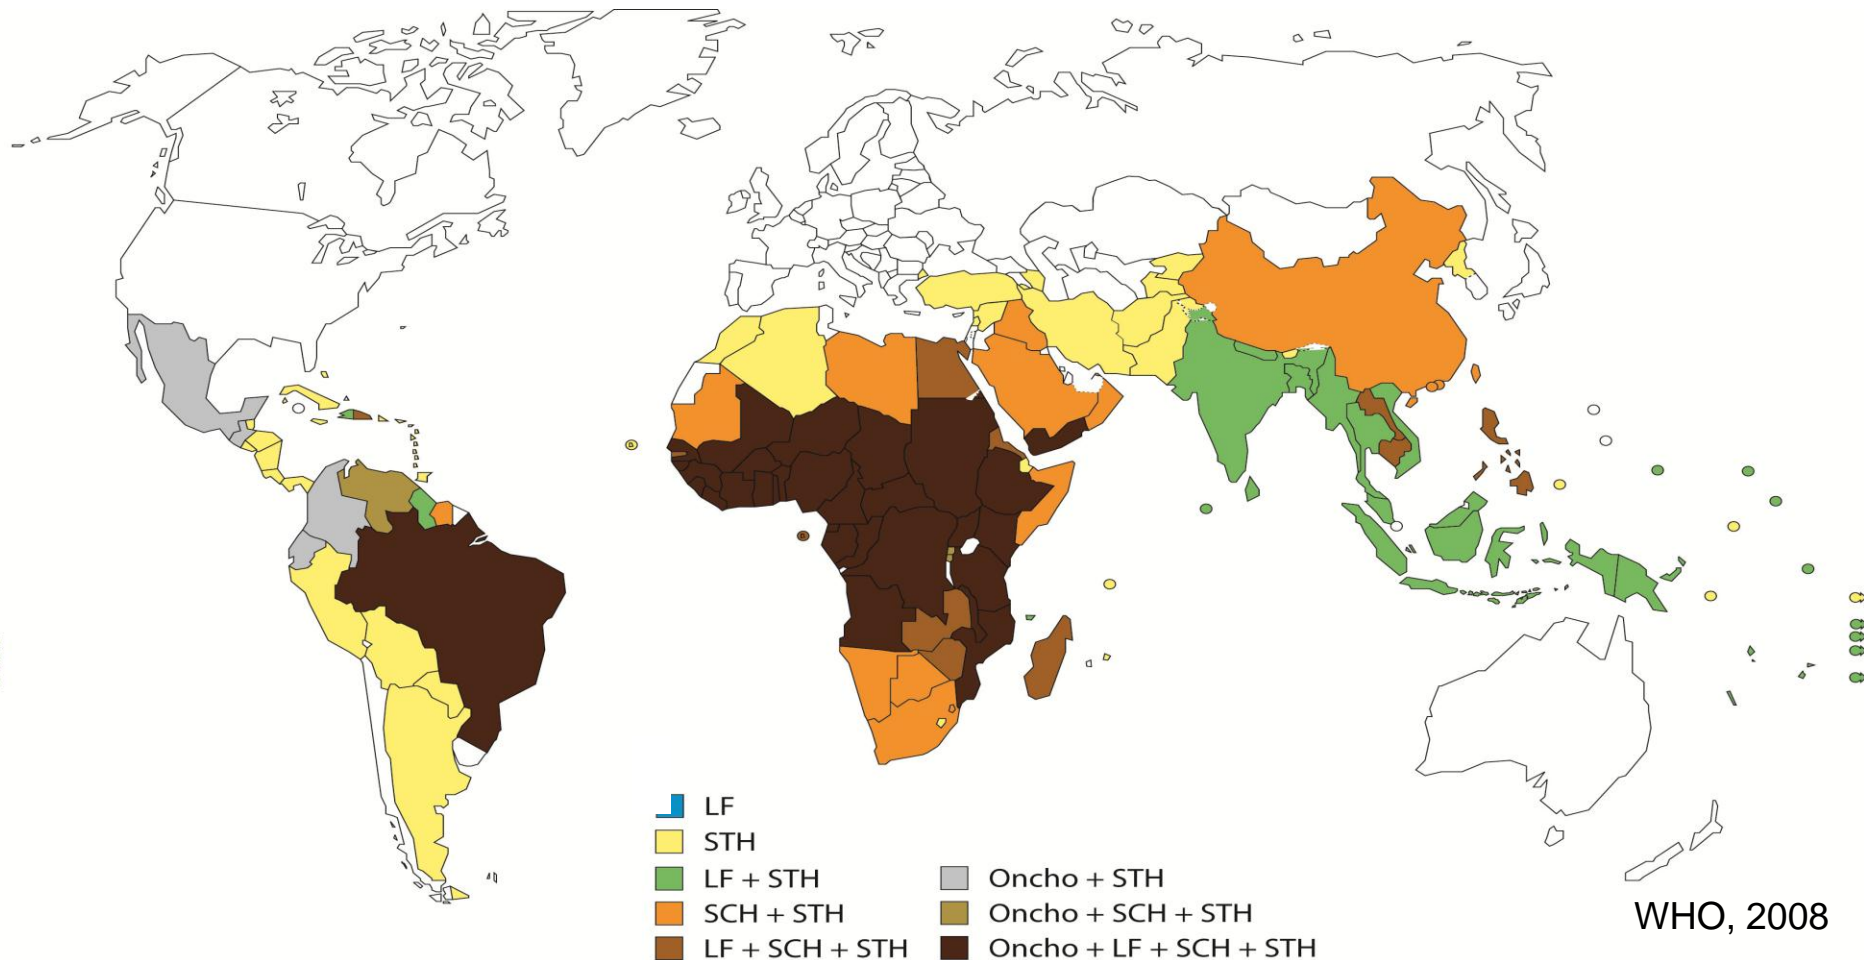 LF
STH
LF + STH
SCH + STH
LF + SCH + STH
Oncho + STH
Oncho + SCH + STH
Oncho + LF + SCH + STH
WHO, 2008